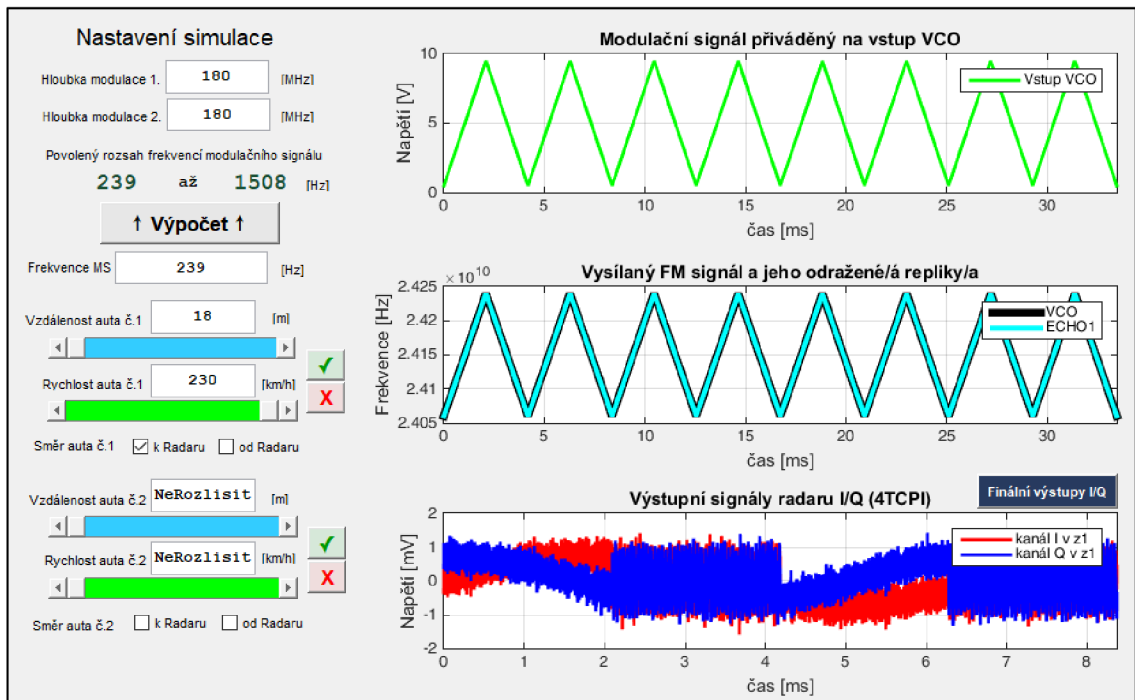 Nastavení simulace
Hloubka modulace 1. 180 [MHz]
Hloubka modulace 2. 180 [MHz]
Povolený rozsah frekvencí modulačního signálu
239 až 1508 [Hz]
↑ Výpočet ↑
Frekvence MS 239 [Hz]
Vzdálenost auta č.1 18 [m]
Rychlost auta č.1 230 [km/h]
X
Směr auta č.1 k Radaru od Radaru
Vzdálenost auta č.2 NeRozlisit [m]
Rychlost auta č.2 NeRozlisit [km/h]
X
Směr auta č.2 k Radaru od Radaru
Modulační signál přiváděný na vstup VCO
Napětí [V]
10
5
0
Vstup VCO
0 5 10 15 20 25 30
čas [ms]
Vysílaný FM signál a jeho odražené/á repliky/a
× 10^10
Frekvence [Hz]
2.425
2.42
2.415
2.41
2.405
VCO
ECHO1
0 5 10 15 20 25 30
čas [ms]
Finální výstupy I/Q
Výstupní signály radaru I/Q (4TCPI)
Napětí [mV]
2
1
0
-1
-2
kanál I v z1
kanál Q v z1
0 1 2 3 4 5 6 7 8
čas [ms]